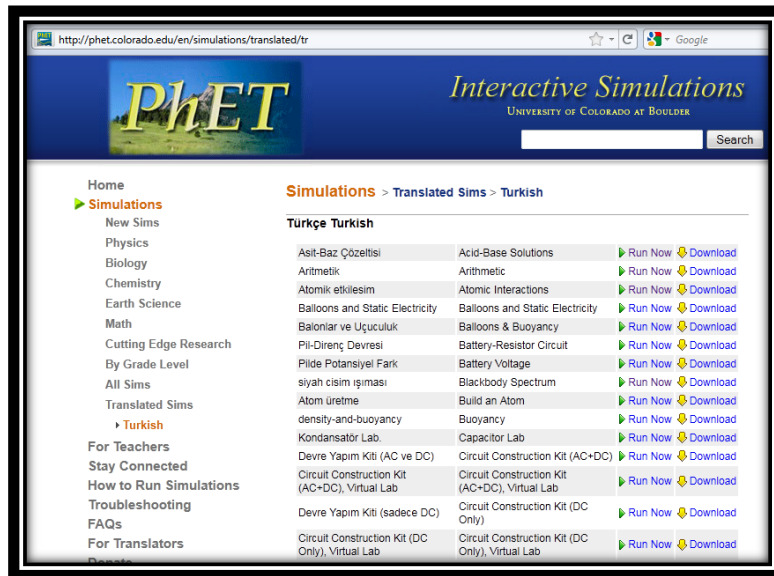 http://phet.colorado.edu/en/simulations/translated/tr
Google
PhET
Interactive Simulations
University of Colorado at Boulder
Search
Home
Simulations
New Sims
Physics
Biology
Chemistry
Earth Science
Math
Cutting Edge Research
By Grade Level
All Sims
Translated Sims
Turkish
For Teachers
Stay Connected
How to Run Simulations
Troubleshooting
FAQs
For Translators
Donate
Simulations > Translated Sims > Turkish
Türkçe Turkish
Asit-Baz Çözeltisi Acid-Base Solutions Run Now Download
Aritmetik Arithmetic Run Now Download
Atomik etkilesim Atomic Interactions Run Now Download
Balloons and Static Electricity Balloons and Static Electricity Run Now Download
Balonlar ve Uçuculuk Balloons & Buoyancy Run Now Download
Pil-Direnç Devresi Battery-Resistor Circuit Run Now Download
Pilde Potansiyel Fark Battery Voltage Run Now Download
siyah cisim ışıması Blackbody Spectrum Run Now Download
Atom üretme Build an Atom Run Now Download
density-and-buoyancy Buoyancy Run Now Download
Kondansatör Lab. Capacitor Lab Run Now Download
Devre Yapım Kiti (AC ve DC) Circuit Construction Kit (AC+DC) Run Now Download
Circuit Construction Kit Circuit Construction Kit
(AC+DC), Virtual Lab (AC+DC), Virtual Lab Run Now Download
Devre Yapım Kiti (sadece DC) Circuit Construction Kit (DC
Only) Run Now Download
Circuit Construction Kit (DC Circuit Construction Kit (DC
Only), Virtual Lab Only), Virtual Lab Run Now Download